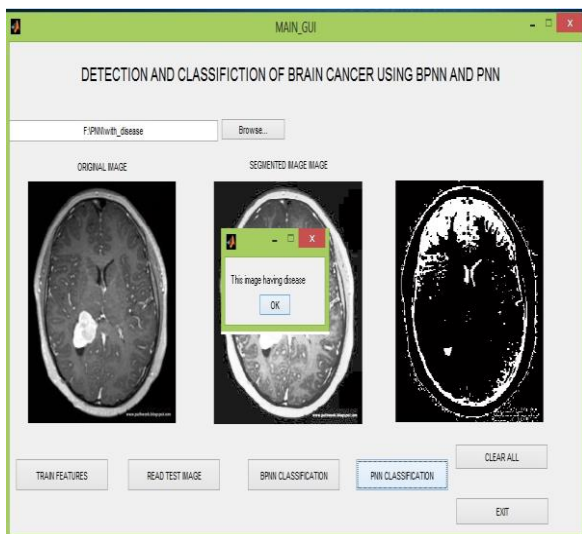 MAIN_GUI
DETECTION AND CLASSIFICTION OF BRAIN CANCER USING BPNN AND PNN
F:\PNN\with_disease
Browse...
ORIGINAL IMAGE
SEGMENTED IMAGE IMAGE
This image having disease
OK
CLEAR ALL
TRAIN FEATURES
READ TEST IMAGE
BPNN CLASSIFICATION
PNN CLASSIFICATION
EXIT